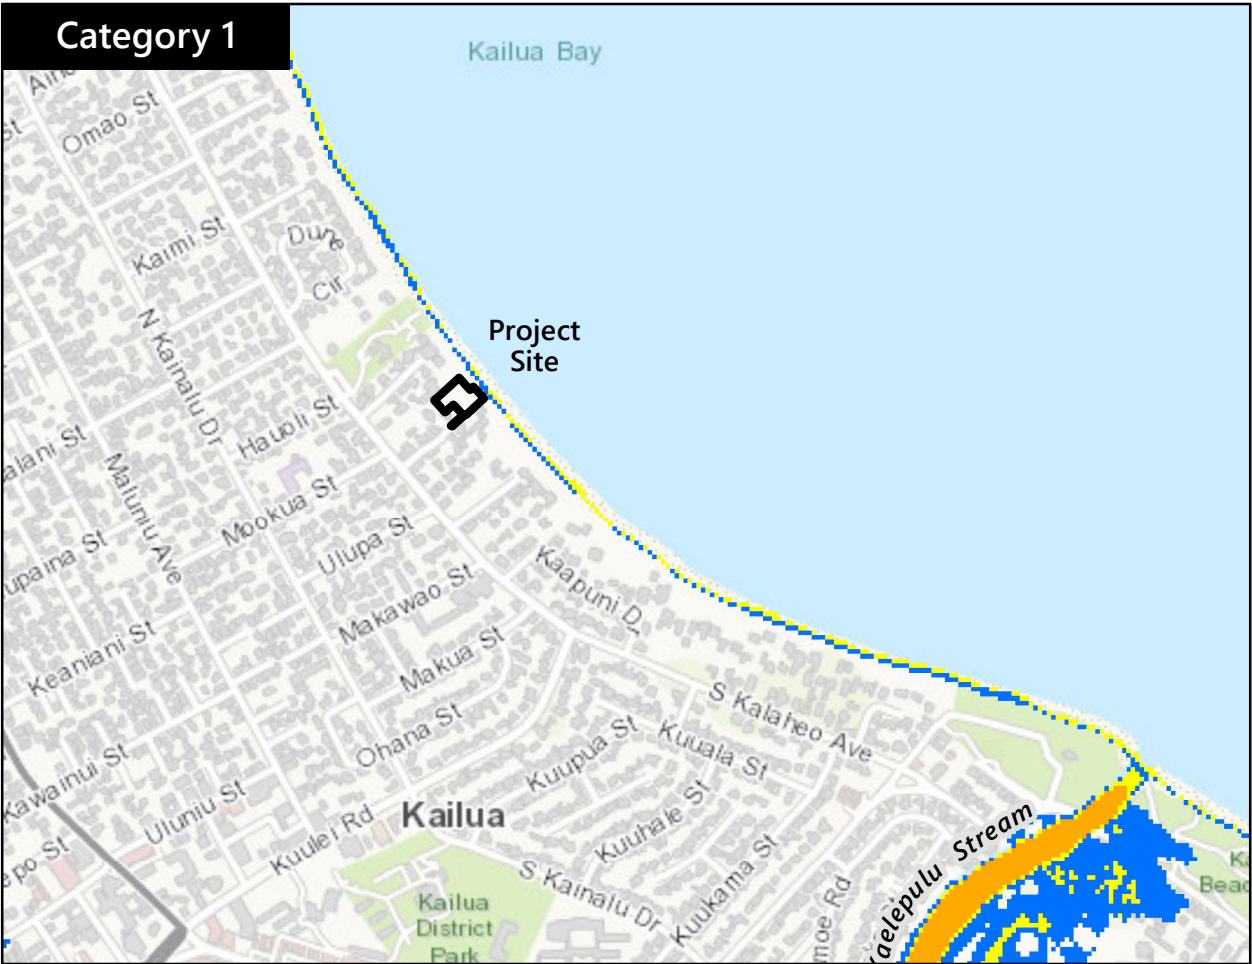 Category 1
Kailua Bay
Omao St
St
Kaimi St
Dune
Cir
Project
Site
N Kainalu Dr
Hauoli St
Maluniu Ave
Mookua St
Ulupa St
Makawao St
Kaapuni D
Keaniani St
Makua St
S Kalaheo Ave
Ohana St
Kuuala St
Kuupua St
Kawainui St
Uluniu St
Kailua
Kuulei Rd
Kuuhale St
Kuukama St
S Kainalu Dr
Kailua
District
Park
Stream